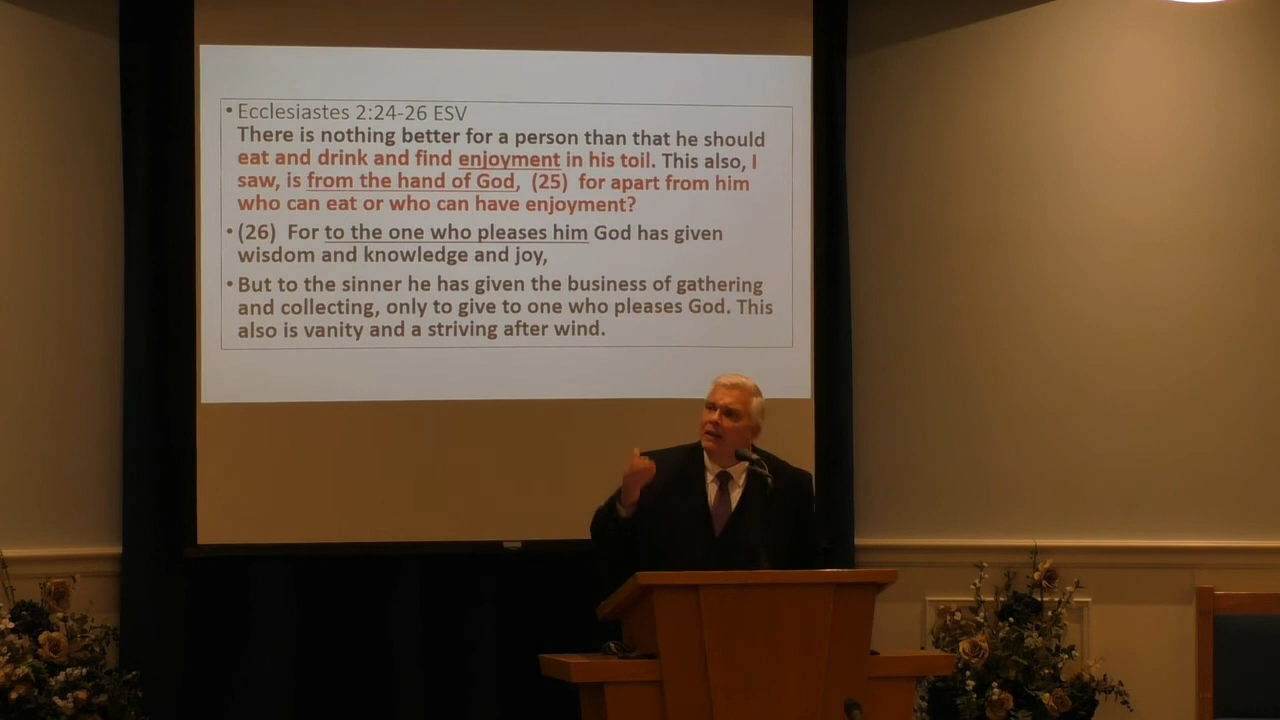 • Ecclesiastes 2:24-26 ESV
There is nothing better for a person than that he should
eat and drink and find enjoyment in his toil. This also, I
saw, is from the hand of God, (25) for apart from him
who can eat or who can have enjoyment?
• (26) For to the one who pleases him God has given
wisdom and knowledge and joy,
• But to the sinner he has given the business of gathering
and collecting, only to give to one who pleases God. This
also is vanity and a striving after wind.